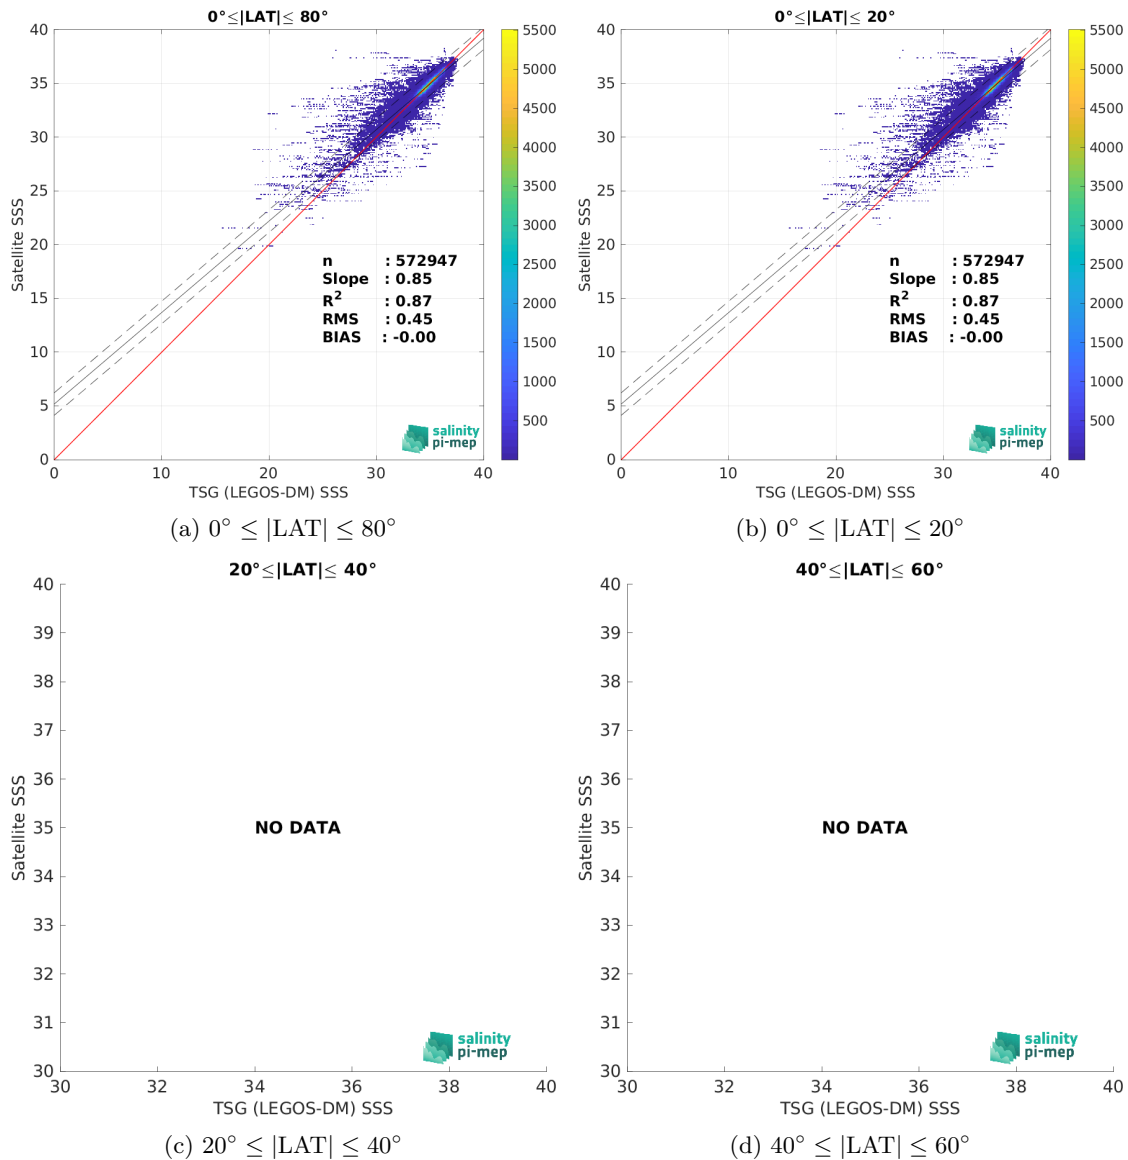 0°≤|LAT|≤ 80°
40
35
30
25
20
15
10
5
0
0
10
20
30
40
Satellite SSS
TSG (LEGOS-DM) SSS
n : 572947
Slope : 0.85
R² : 0.87
RMS : 0.45
BIAS : -0.00
salinity
pi-mep
5500
5000
4500
4000
3500
3000
2500
2000
1500
1000
500
(a) 0° ≤ |LAT| ≤ 80°
0°≤|LAT|≤ 20°
40
35
30
25
20
15
10
5
0
0
10
20
30
40
Satellite SSS
TSG (LEGOS-DM) SSS
n : 572947
Slope : 0.85
R² : 0.87
RMS : 0.45
BIAS : -0.00
salinity
pi-mep
5500
5000
4500
4000
3500
3000
2500
2000
1500
1000
500
(b) 0° ≤ |LAT| ≤ 20°
20°≤|LAT|≤ 40°
40
39
38
37
36
35
34
33
32
31
30
30
32
34
36
38
40
Satellite SSS
TSG (LEGOS-DM) SSS
NO DATA
salinity
pi-mep
(c) 20° ≤ |LAT| ≤ 40°
40°≤|LAT|≤ 60°
40
39
38
37
36
35
34
33
32
31
30
30
32
34
36
38
40
Satellite SSS
TSG (LEGOS-DM) SSS
NO DATA
salinity
pi-mep
(d) 40° ≤ |LAT| ≤ 60°